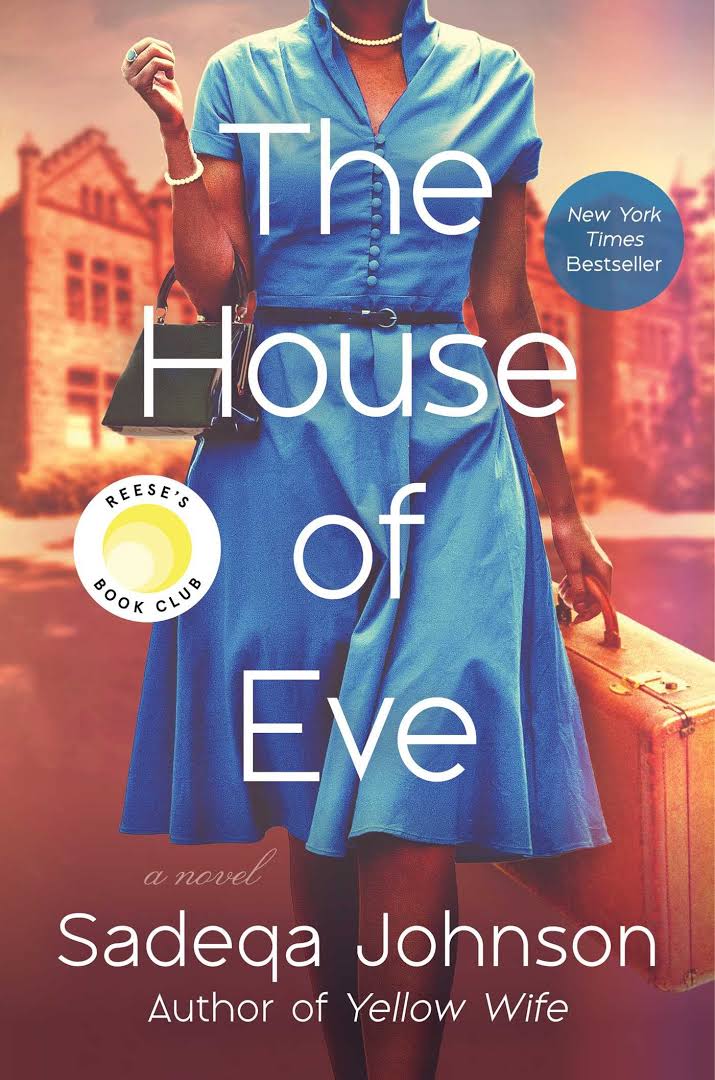 The
New York
Times
Bestseller
House
REESE'S
BOOK CLUB
of
Eve
a novel
Sadeqa Johnson
Author of Yellow Wife